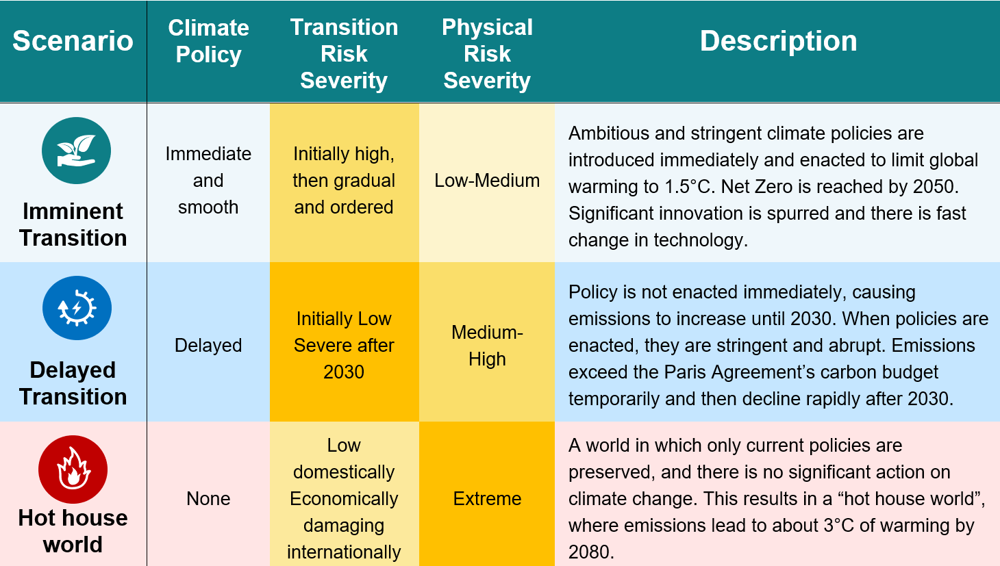 Scenario
Climate
Policy
Transition
Risk
Severity
Physical
Risk
Severity
Description
Imminent
Transition
Immediate
and
smooth
Initially high,
then gradual
and ordered
Low-Medium
Ambitious and stringent climate policies are
introduced immediately and enacted to limit global
warming to 1.5°C. Net Zero is reached by 2050.
Significant innovation is spurred and there is fast
change in technology.
Delayed
Transition
Delayed
Initially Low
Severe after
2030
Medium-
High
Policy is not enacted immediately, causing
emissions to increase until 2030. When policies are
enacted, they are stringent and abrupt. Emissions
exceed the Paris Agreement’s carbon budget
temporarily and then decline rapidly after 2030.
Hot house
world
None
Low
domestically
Economically
damaging
internationally
Extreme
A world in which only current policies are
preserved, and there is no significant action on
climate change. This results in a “hot house world”,
where emissions lead to about 3°C of warming by
2080.